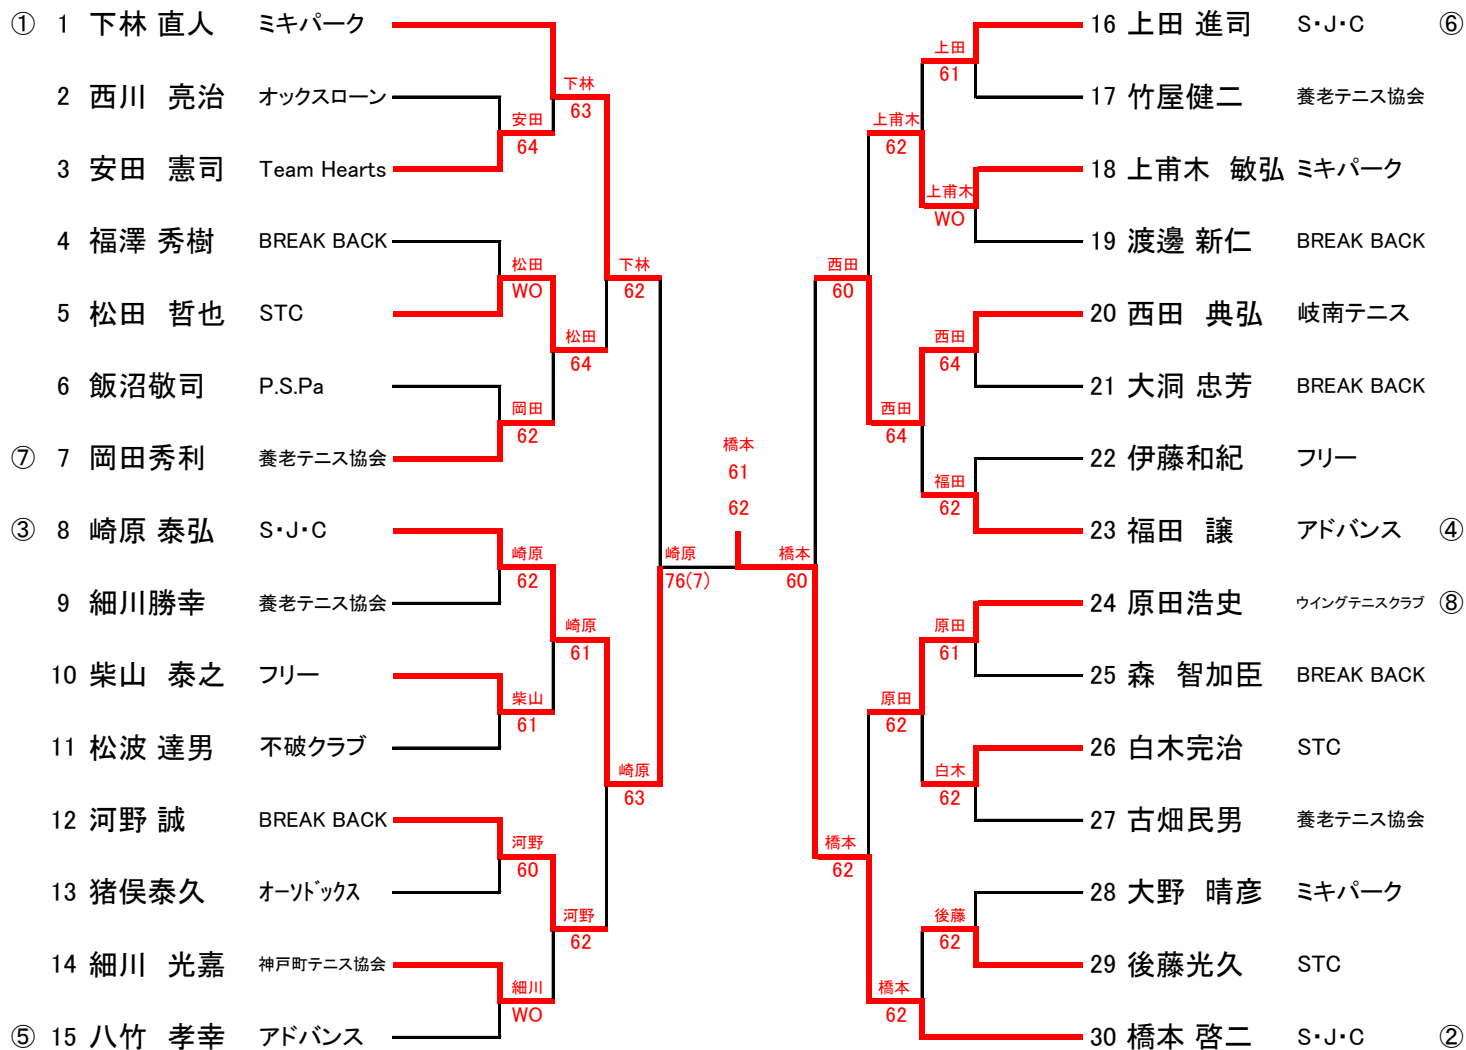 ① 1 下林 直人 ミキパーク
2 西川 亮治 オックスローン
3 安田 憲司 Team Hearts
4 福澤 秀樹 BREAK BACK
5 松田 哲也 STC
6 飯沼敬司 P.S.Pa
⑦ 7 岡田秀利 養老テニス協会
③ 8 崎原 泰弘 S・J・C
9 細川勝幸 養老テニス協会
10 柴山 泰之 フリー
11 松波 達男 不破クラブ
12 河野 誠 BREAK BACK
13 猪俣泰久 オーソドックス
14 細川 光嘉 神戸町テニス協会
⑤ 15 八竹 孝幸 アドバンス
安田
64
松田
WO
岡田
62
崎原
62
柴山
61
河野
60
細川
WO
下林
63
松田
64
崎原
61
河野
62
下林
62
崎原
63
崎原
76(7)
橋本
61
62
橋本
60
西田
60
橋本
62
上甫木
62
西田
64
原田
62
橋本
62
上田
61
上甫木
WO
西田
64
福田
62
原田
61
白木
62
後藤
62
16 上田 進司 S・J・C ⑥
17 竹屋健二 養老テニス協会
18 上甫木 敏弘 ミキパーク
19 渡邊 新仁 BREAK BACK
20 西田 典弘 岐南テニス
21 大洞 忠芳 BREAK BACK
22 伊藤和紀 フリー
23 福田 譲 アドバンス ④
24 原田浩史 ウイングテニスクラブ ⑧
25 森 智加臣 BREAK BACK
26 白木完治 STC
27 古畑民男 養老テニス協会
28 大野 晴彦 ミキパーク
29 後藤光久 STC
30 橋本 啓二 S・J・C ②